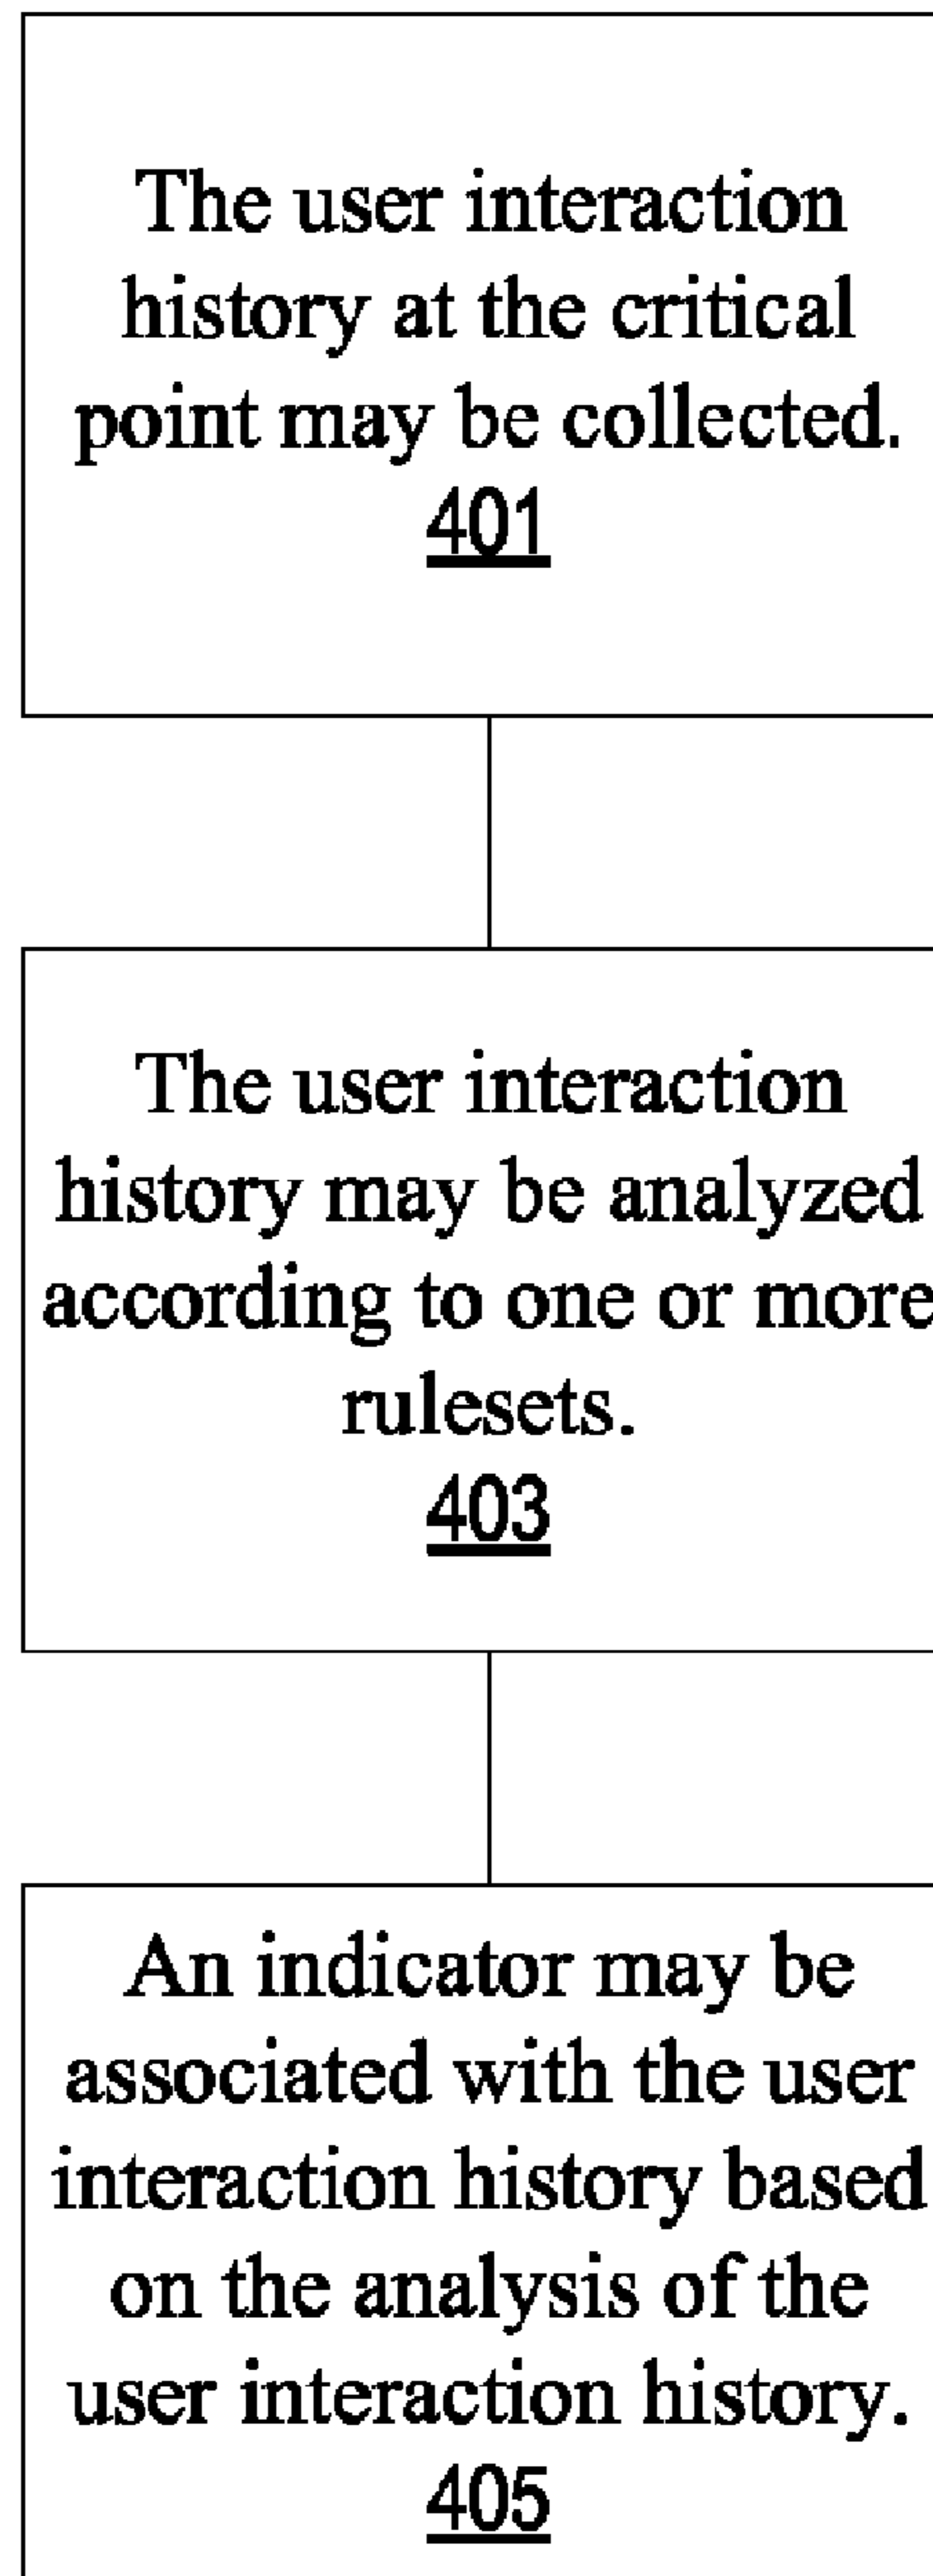 The user interaction
history at the critical
point may be collected.
401
The user interaction
history may be analyzed
according to one or more
rulesets.
403
An indicator may be
associated with the user
interaction history based
on the analysis of the
user interaction history.
405